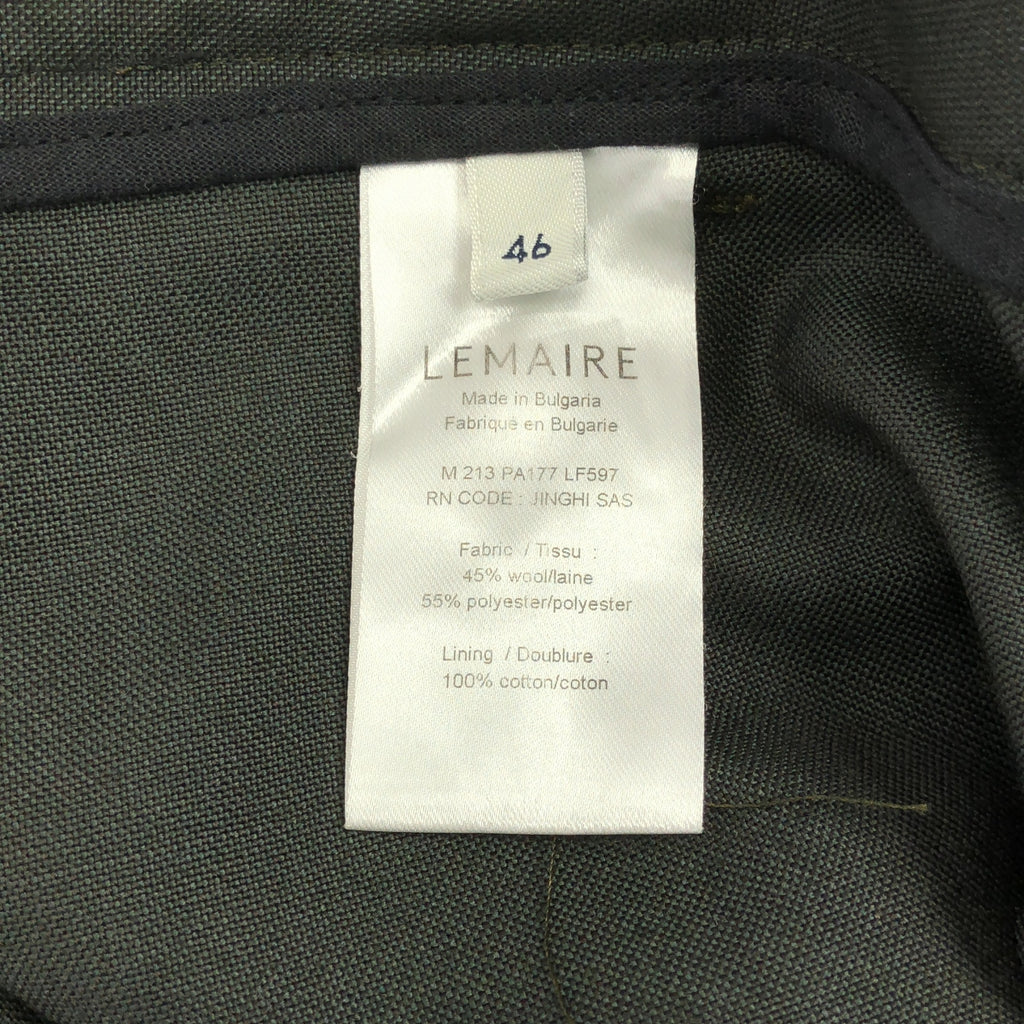 46
LEMAIRE
Made in Bulgaria
Fabriqué en Bulgarie
M 213 PA177 LF597
RN CODE : JINGHI SAS
Fabric / Tissu :
45% wool/laine
55% polyester/polyester
Lining / Doublure :
100% cotton/coton